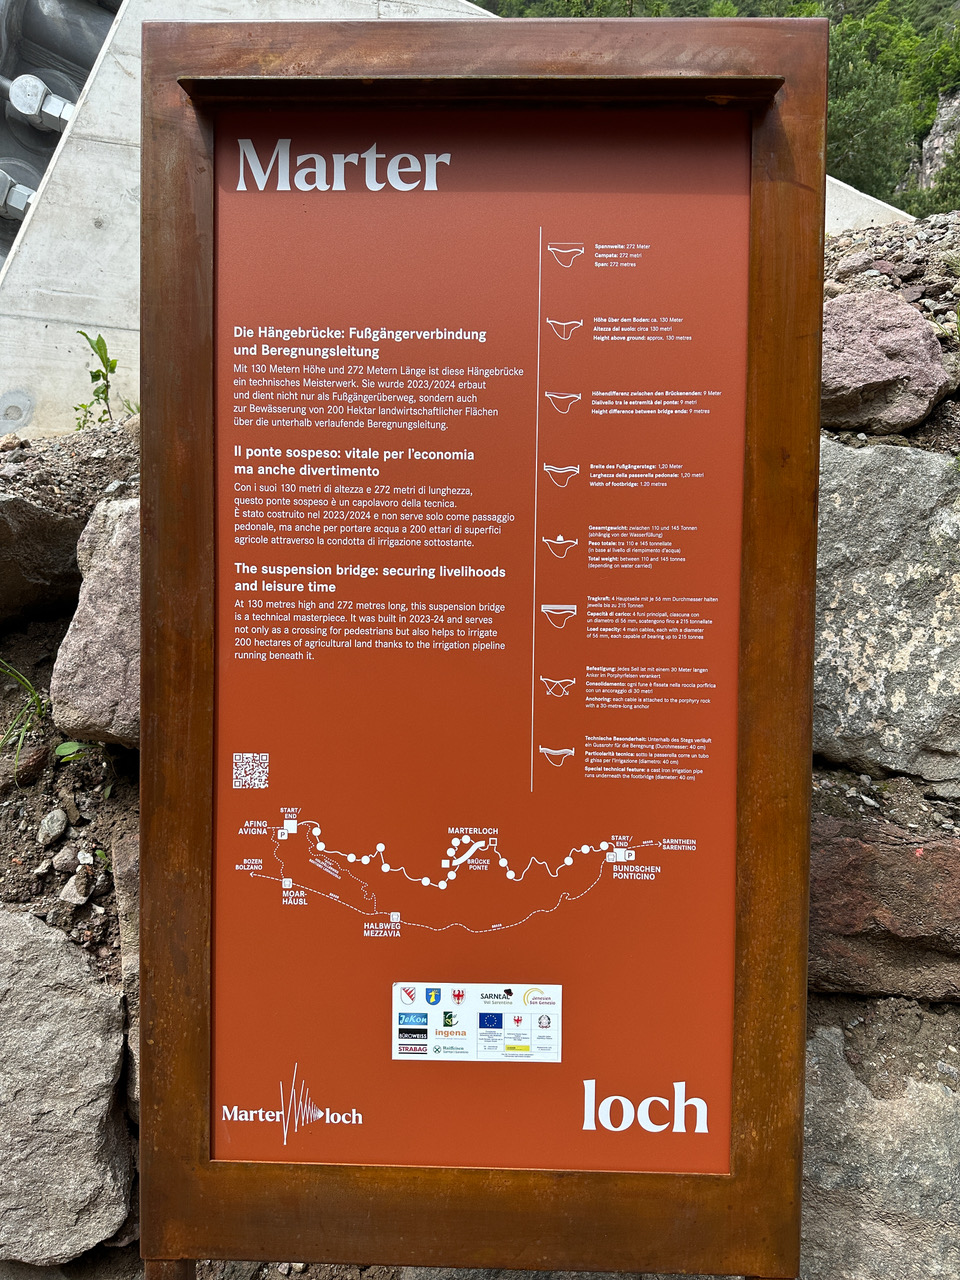 Marter
Die Hängebrücke: Fußgängerverbindung
und Beregnungsleitung
Mit 130 Metern Höhe und 272 Metern Länge ist diese Hängebrücke
ein technisches Meisterwerk. Sie wurde 2023/2024 erbaut
und dient nicht nur als Fußgängerüberweg, sondern auch
zur Bewässerung von 200 Hektar landwirtschaftlicher Flächen
über die unterhalb verlaufende Beregnungsleitung.
Il ponte sospeso: vitale per l'economia
ma anche divertimento
Con i suoi 130 metri di altezza e 272 metri di lunghezza,
questo ponte sospeso è un capolavoro della tecnica.
È stato costruito nel 2023/2024 e non serve solo come passaggio
pedonale, ma anche per portare acqua a 200 ettari di superfici
agricole attraverso la condotta di irrigazione sottostante.
The suspension bridge: securing livelihoods
and leisure time
At 130 metres high and 272 metres long, this suspension bridge
is a technical masterpiece. It was built in 2023-24 and serves
not only as a crossing for pedestrians but also helps to irrigate
200 hectares of agricultural land thanks to the irrigation pipeline
running beneath it.
Spannweite: 272 Meter
Campata: 272 metri
Span: 272 metres
Höhe über dem Boden: ca. 130 Meter
Altezza dal suolo: circa 130 metri
Height above ground: approx. 130 metres
Höhendifferenz zwischen den Brückenenden: 9 Meter
Dislivello tra le estremità del ponte: 9 metri
Height difference between bridge ends: 9 metres
Breite des Fußgängerstegs: 1,20 Meter
Larghezza della passerella pedonale: 1,20 metri
Width of footbridge: 1.20 metres
Gesamtgewicht: zwischen 110 und 145 Tonnen
(abhängig von der Wasserfüllung)
Peso totale: tra 110 e 145 tonnellate
(in base al livello di riempimento d'acqua)
Total weight: between 110 and 145 tonnes
(depending on water carried)
Tragkraft: 4 Hauptseile mit je 56 mm Durchmesser halten
jeweils bis zu 215 Tonnen
Capacità di carico: 4 funi principali, ciascuna con
un diametro di 56 mm, sostengono fino a 215 tonnellate
Load capacity: 4 main cables, each with a diameter
of 56 mm, each capable of bearing up to 215 tonnes
Befestigung: jedes Seil ist mit einem 30 Meter langen
Anker im Porphyrfelsen verankert
Consolidamento: ogni fune è fissata nella roccia porfirica
con un ancoraggio di 30 metri
Anchoring: each cable is attached to the porphyry rock
with a 30-metre-long anchor
Technische Besonderheit: Unterhalb des Stegs verläuft
ein Gussrohr für die Beregnung (Durchmesser: 40 cm)
Particolarità tecnica: sotto la passerella corre un tubo
di ghisa per l'irrigazione (diametro: 40 cm)
Special technical feature: a cast iron irrigation pipe
runs underneath the footbridge (diameter: 40 cm)
START/
END
AFING
AVIGNA
P
BOZEN
BOLZANO
MOAR-
HÄUSL
HALBWEG
MEZZAVIA
MARTERLOCH
BRÜCKE
PONTE
START/
END
P
SARNTHEIN
SARENTINO
BUNDSCHEN
PONTICINO
SARNTAL
Val Sarentino
Jenesien
San Genesio
JeKon
ingena
BÜROWEISS
STRABAG
Raiffeisen
Marter loch
loch